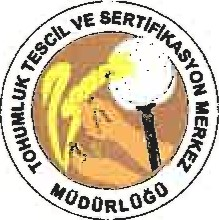 TOHUMLUK TESCİL VE SERTİFİKASYON MERKEZ
MÜDÜRLÜĞÜ